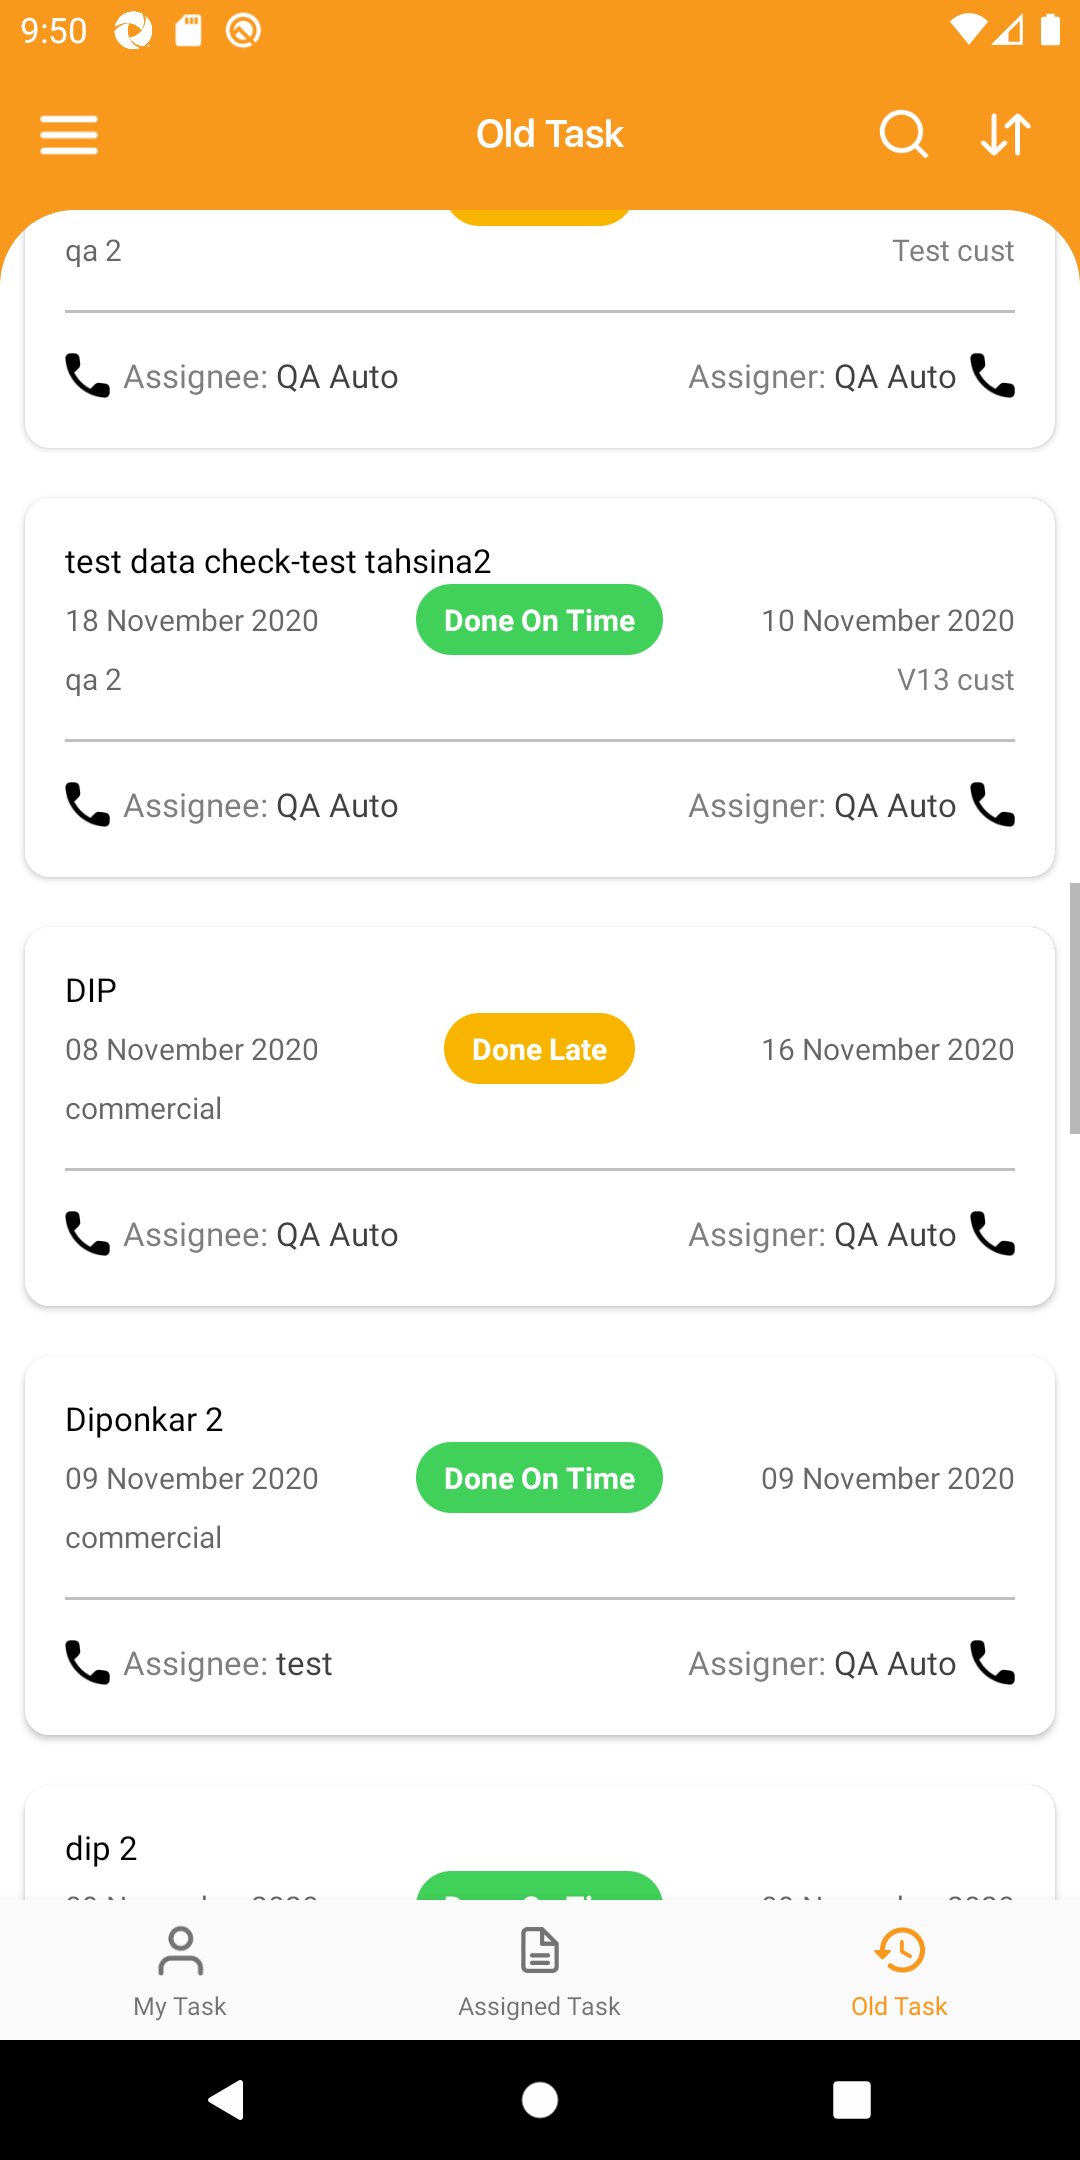 9:50
Old Task
qa 2
Test cust
Assignee: QA Auto
Assigner: QA Auto
test data check-test tahsina2
18 November 2020
Done On Time
10 November 2020
qa 2
V13 cust
Assignee: QA Auto
Assigner: QA Auto
DIP
08 November 2020
Done Late
16 November 2020
commercial
Assignee: QA Auto
Assigner: QA Auto
Diponkar 2
09 November 2020
Done On Time
09 November 2020
commercial
Assignee: test
Assigner: QA Auto
dip 2
My Task
Assigned Task
Old Task